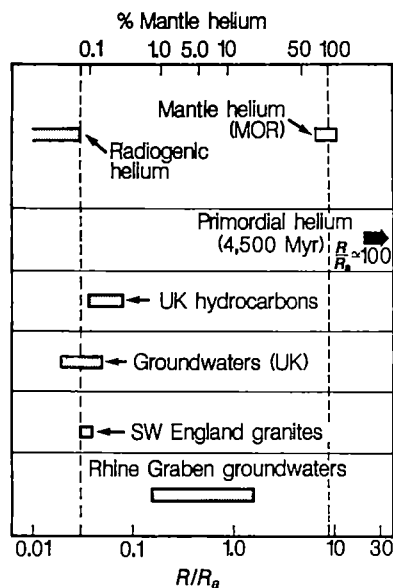 % Mantle helium
0.1 1.0 5.0 10 50 100
Mantle helium
(MOR)
Radiogenic
helium
Primordial helium
(4,500 Myr) R/Rₐ ≃100
UK hydrocarbons
Groundwaters (UK)
SW England granites
Rhine Graben groundwaters
0.01 0.1 1.0 10 30
R/Rₐ